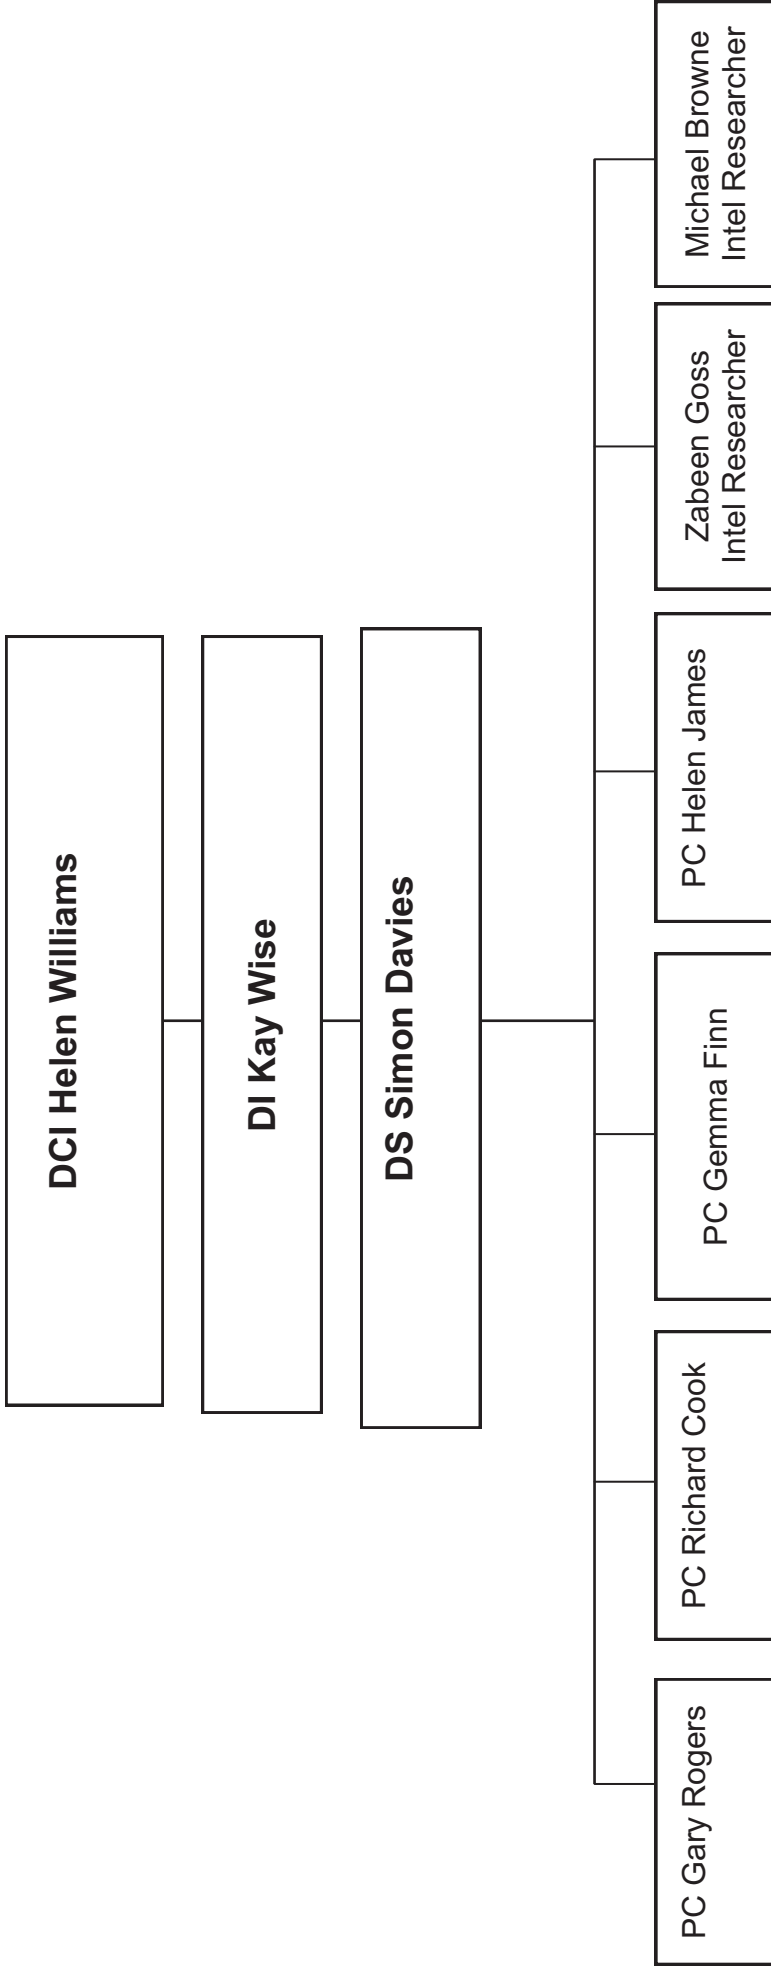 DCI Helen Williams
DI Kay Wise
DS Simon Davies
PC Gary Rogers
PC Richard Cook
PC Gemma Finn
PC Helen James
Zabeen Goss
Intel Researcher
Michael Browne
Intel Researcher